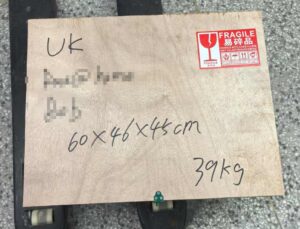 UK
FRAGILE
易碎品
60X46X45cm
39kg